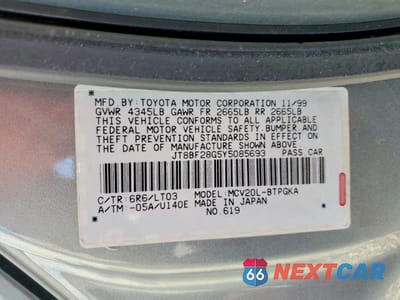 MFD.BY:TOYOTA MOTOR CORPORATION 11/99
GVWR 4345LB GAWR FR 2665LB RR 2665LB
THIS VEHICLE CONFORMS TO ALL APPLICABLE
FEDERAL MOTOR VEHICLE SAFETY,BUMPER,AND
THEFT PREVENTION STANDARDS IN EFFECT ON
THE DATE OF MANUFACTURE SHOWN ABOVE.
JT8BF28G5Y5085693 PASS.CAR
C/TR:6R6/LT03 MODEL:MCV20L-BTPGKA
A/TM:-05A/U140E MADE IN JAPAN
NO.619
66 NEXTCAR